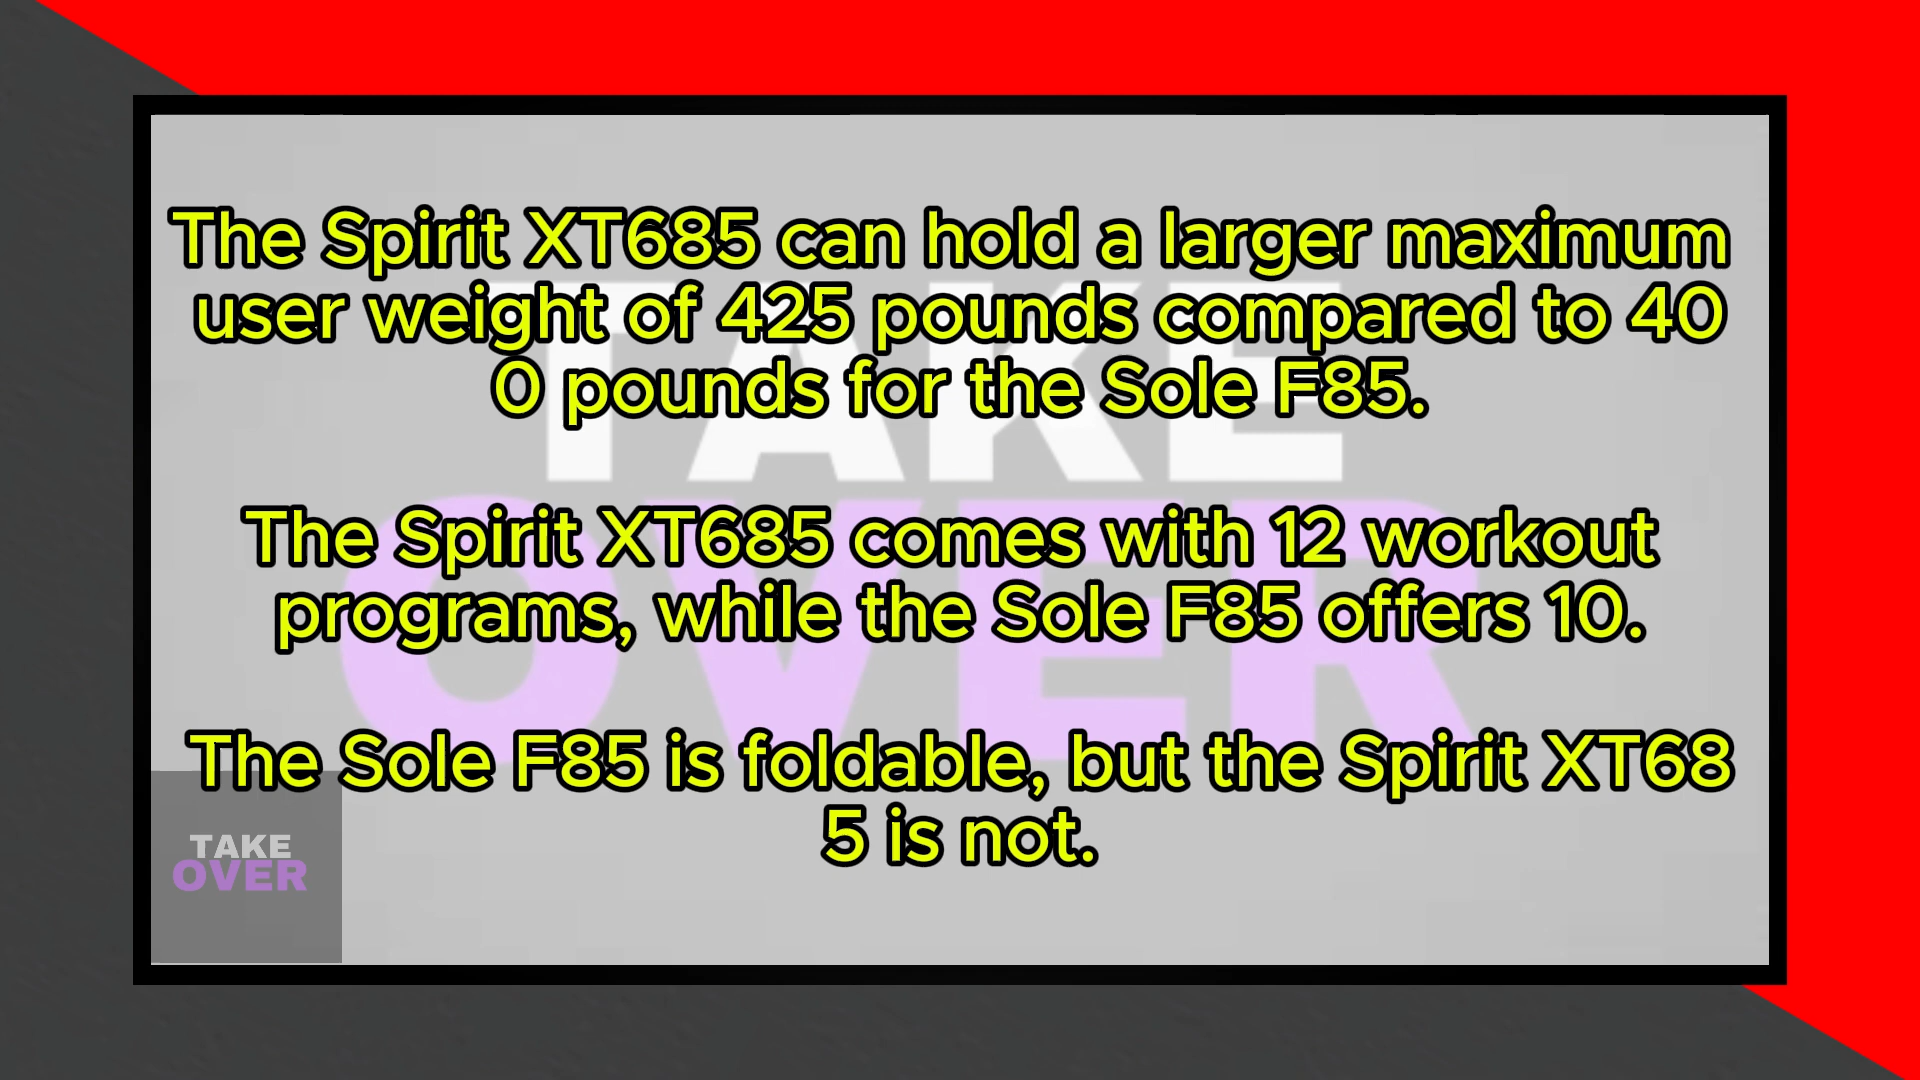 The Spirit XT685 can hold a larger maximum
user weight of 425 pounds compared to 40
0 pounds for the Sole F85.
The Spirit XT685 comes with 12 workout
programs, while the Sole F85 offers 10.
The Sole F85 is foldable, but the Spirit XT68
5 is not.
TAKE
OVER
TAKE
OVER